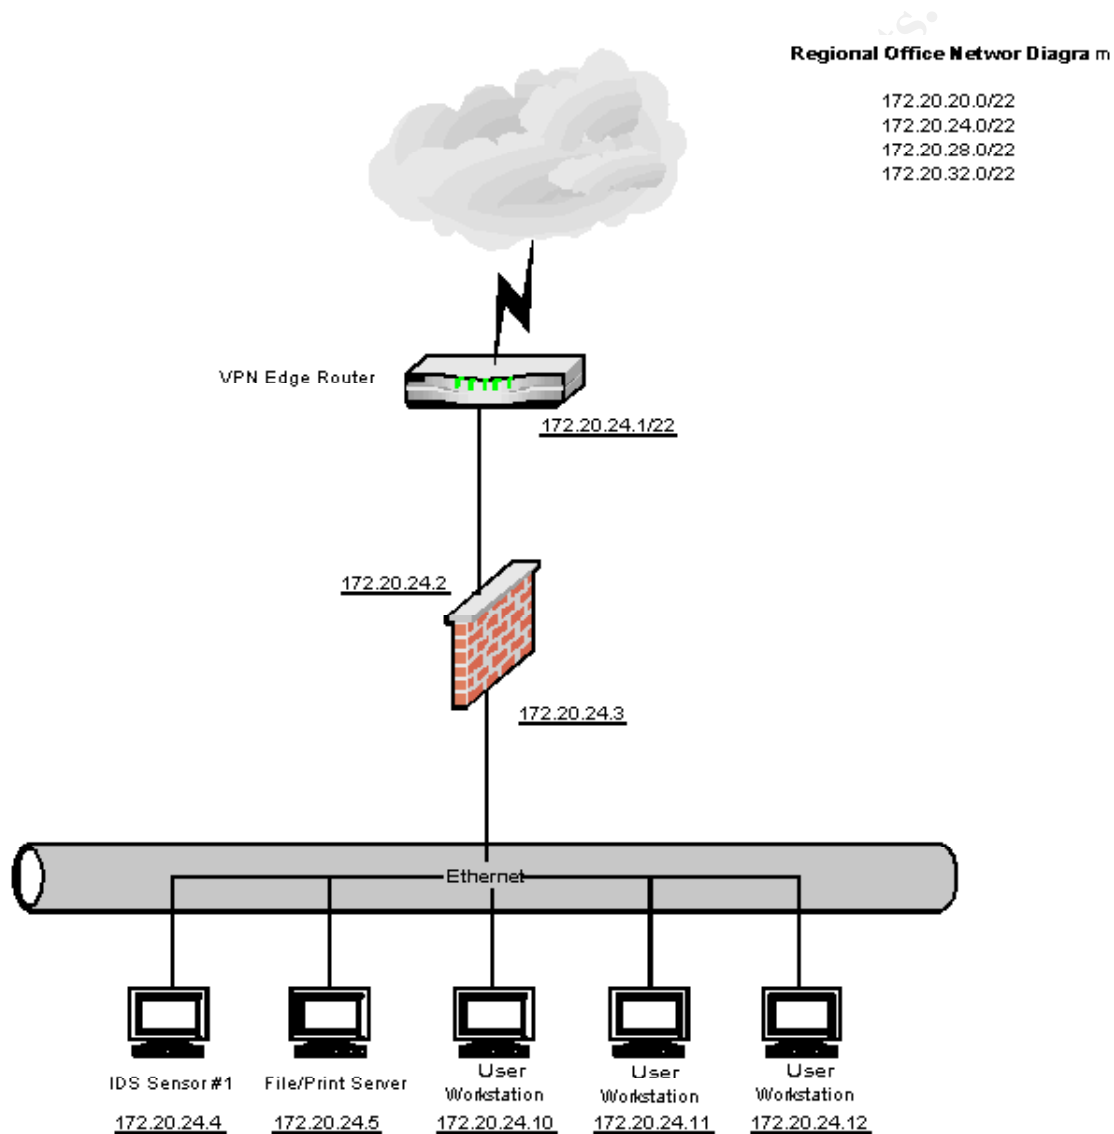 Regional Office Networ Diagra m
172.20.20.0/22
172.20.24.0/22
172.20.28.0/22
172.20.32.0/22
VPN Edge Router
172.20.24.1/22
172.20.24.2
172.20.24.3
Ethernet
IDS Sensor #1
172.20.24.4
File/Print Server
172.20.24.5
User
Workstation
172.20.24.10
User
Workstation
172.20.24.11
User
Workstation
172.20.24.12